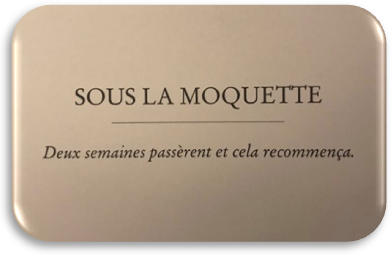 SOUS LA MOQUETTE
Deux semaines passèrent et cela recommença.